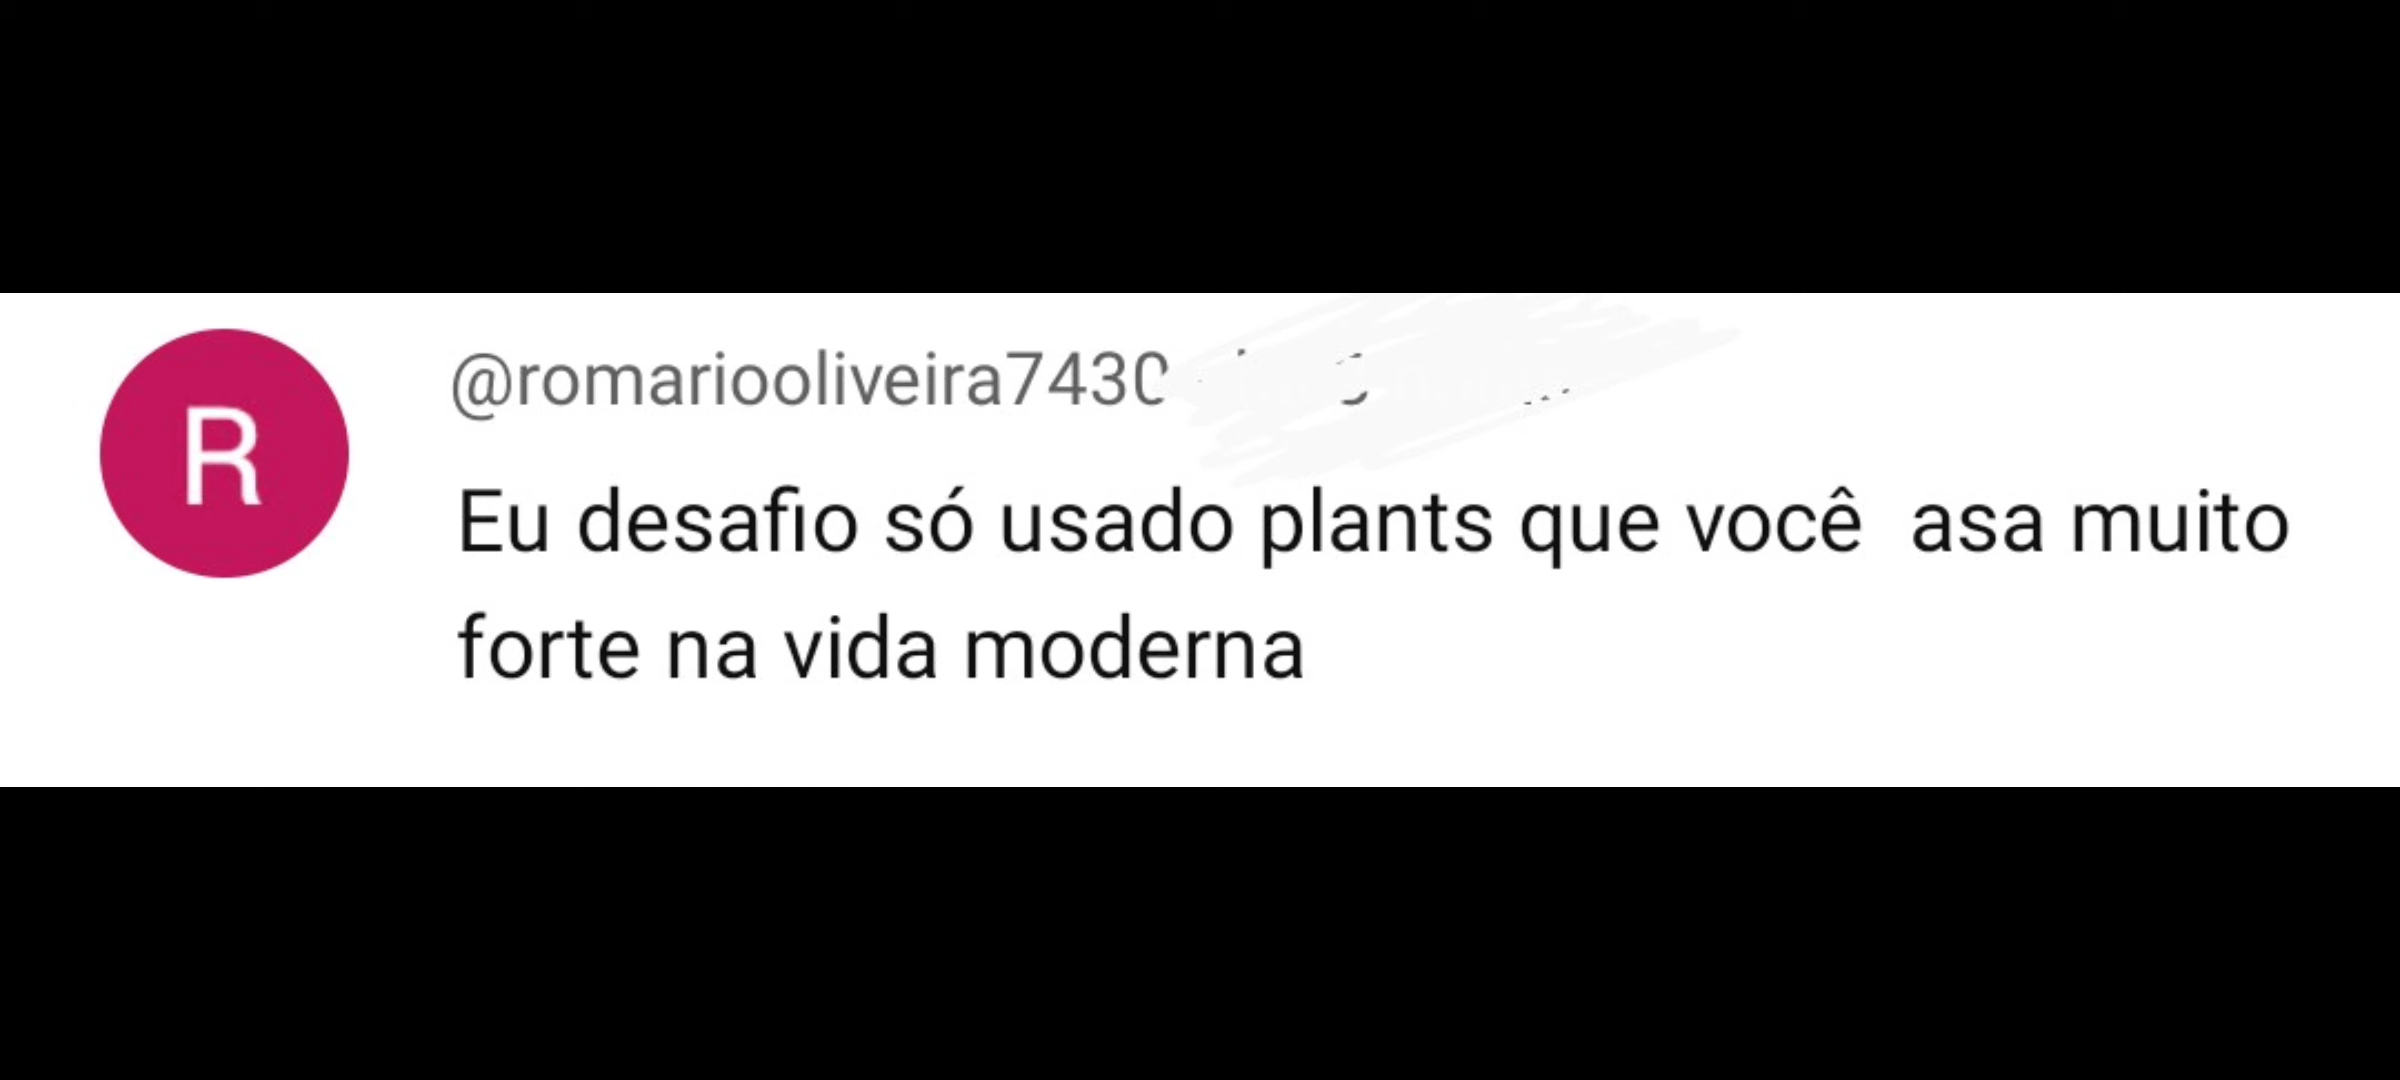 R
@romariooliveira7430
Eu desafio só usado plants que você  asa muito
forte na vida moderna